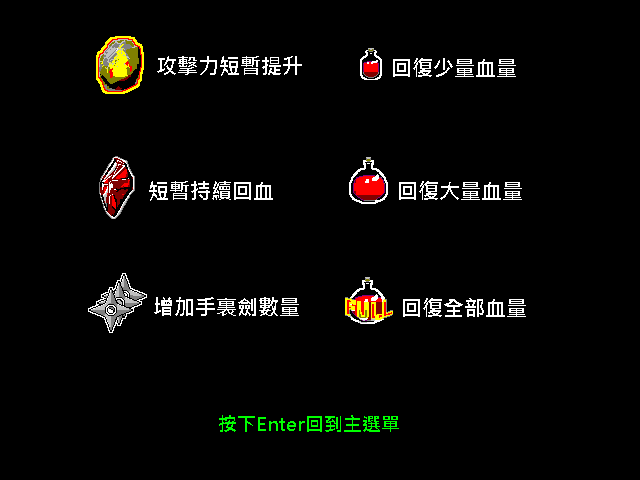 攻擊力短暫提升
回復少量血量
短暫持續回血
回復大量血量
增加手裏劍數量
FULL
回復全部血量
按下Enter回到主選單